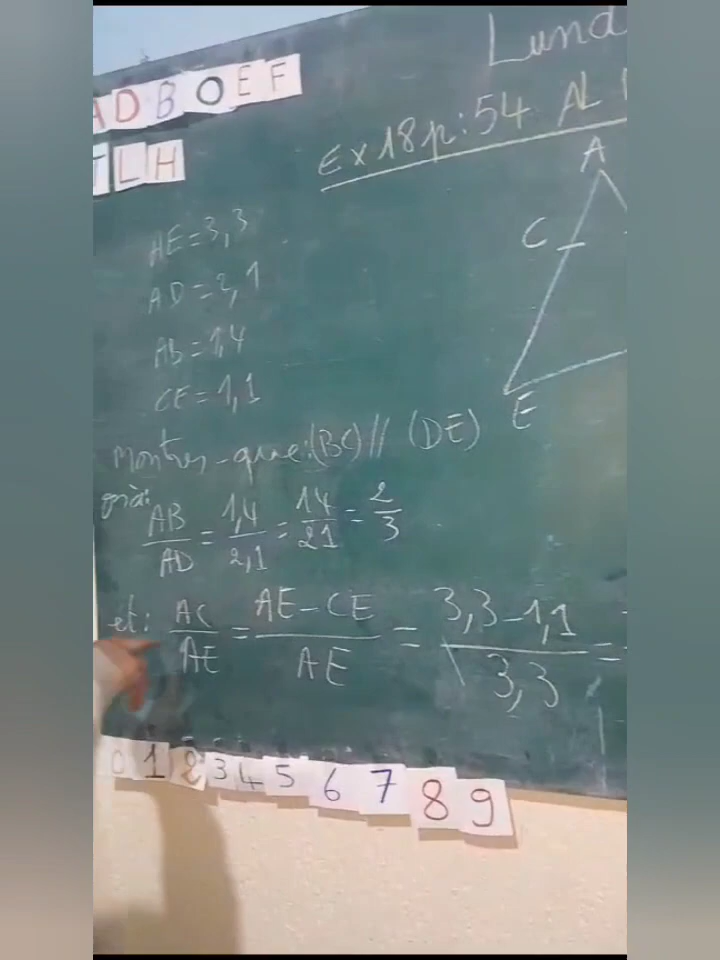 Lund
A D B O E F
Ex 18 p: 54 AL
T L H
A
C
AE = 3,3
AD = 2,1
AB = 1,4
CE = 1,1
E
Montrer-que: (BC) // (DE)
AB/AD = 1,4/2,1 = 14/21 = 2/3
et: AC/AE = AE - CE/AE = 3,3 - 1,1/3,3 =
0 1 2 3 4 5 6 7 8 9